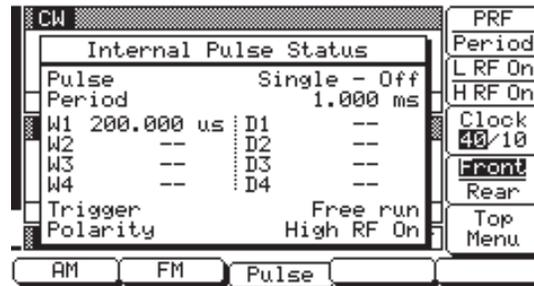 CW
Internal Pulse Status
Pulse Single - Off
Period 1.000 ms
W1 200.000 us D1 --
W2 -- D2 --
W3 -- D3 --
W4 -- D4 --
Trigger Free run
Polarity High RF On
PRF
Period
L RF On
H RF On
Clock
40/10
Front
Rear
Top
Menu
AM FM Pulse